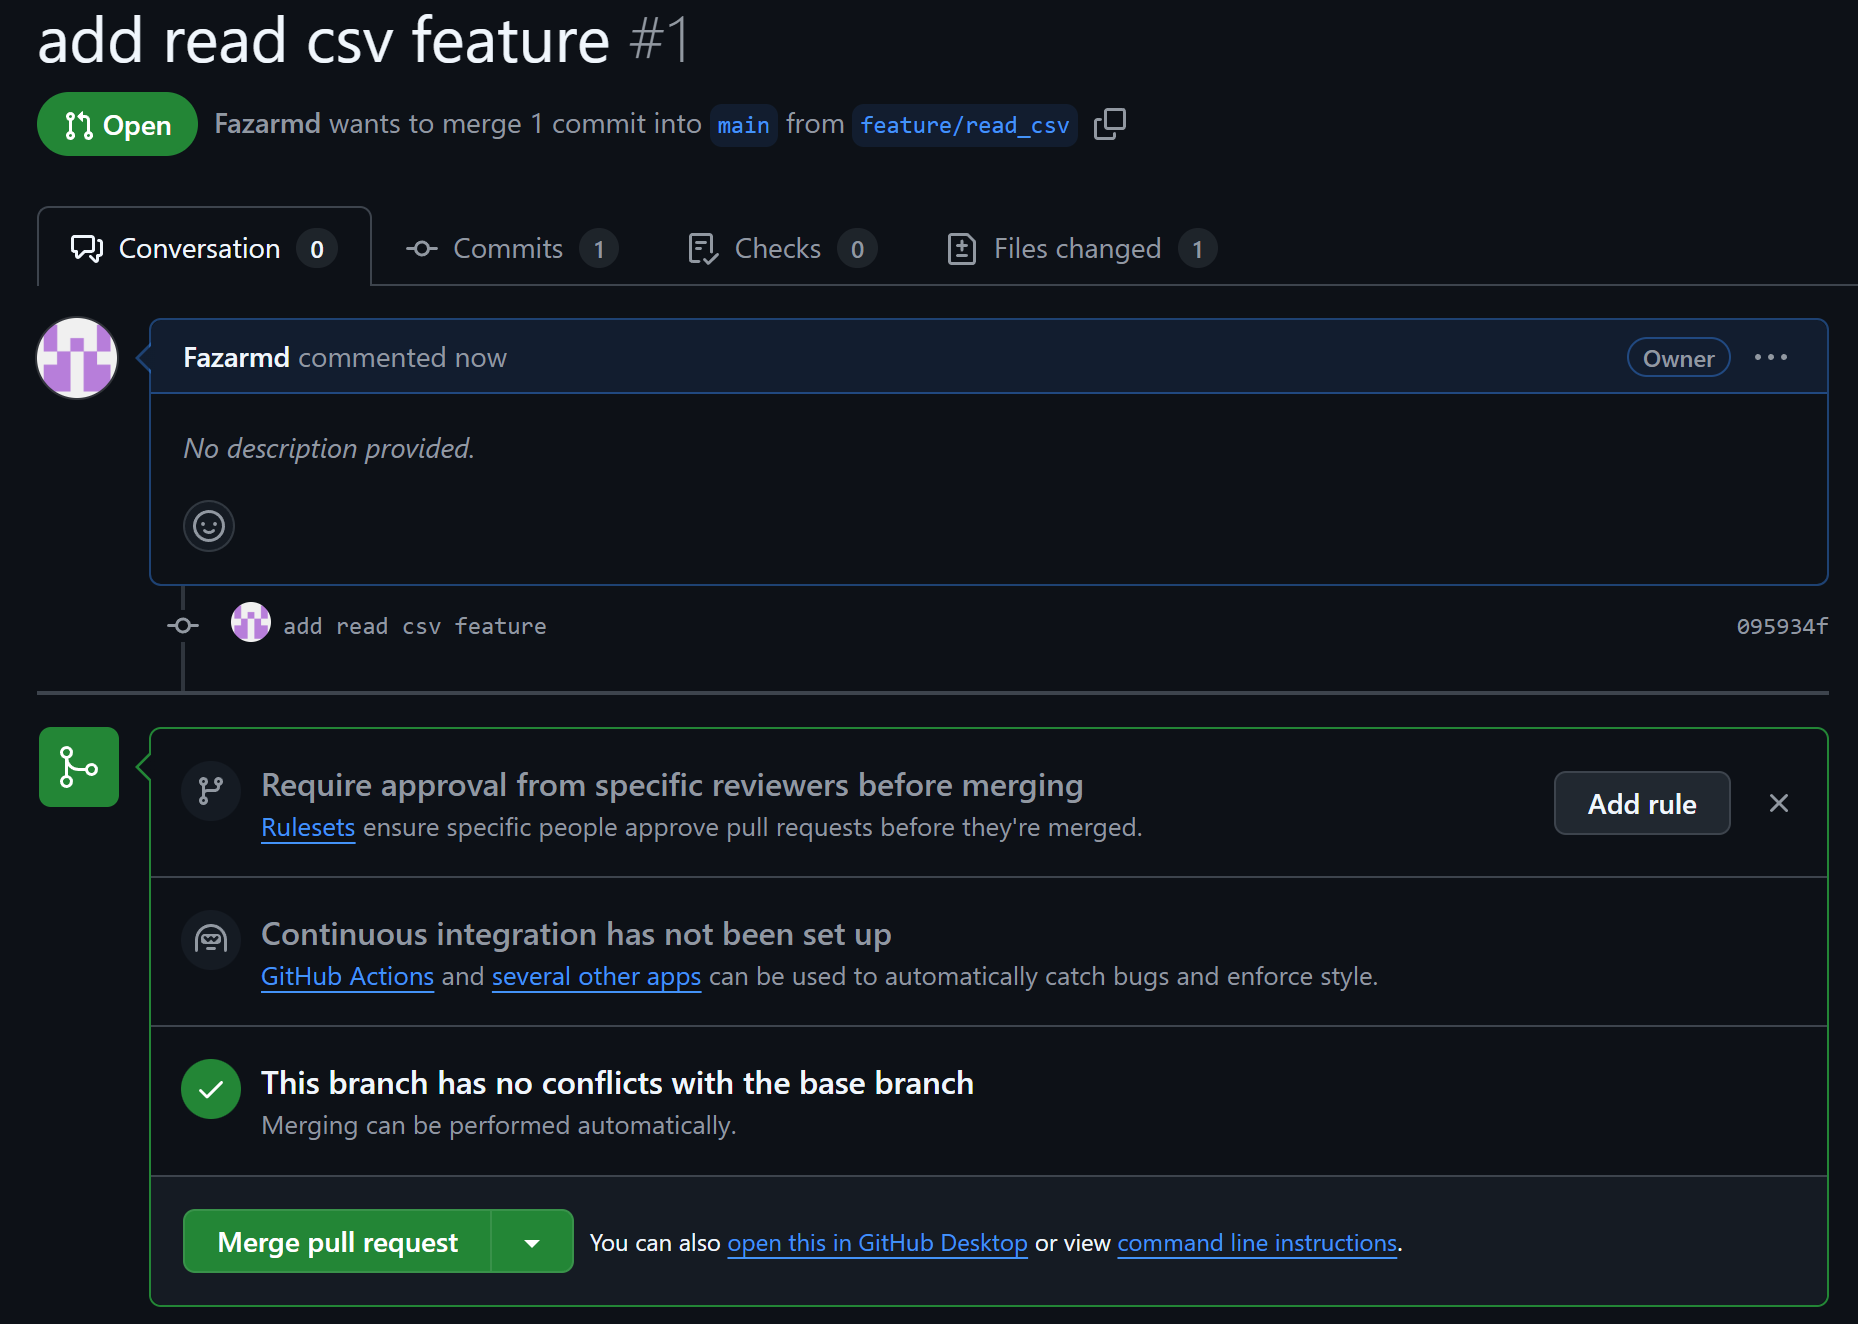 add read csv feature #1
Open Fazarmd wants to merge 1 commit into main from feature/read_csv
Conversation 0 Commits 1 Checks 0 Files changed 1
Fazarmd commented now Owner
No description provided.
add read csv feature 095934f
Require approval from specific reviewers before merging
Rulesets ensure specific people approve pull requests before they're merged.
Add rule
Continuous integration has not been set up
GitHub Actions and several other apps can be used to automatically catch bugs and enforce style.
This branch has no conflicts with the base branch
Merging can be performed automatically.
Merge pull request You can also open this in GitHub Desktop or view command line instructions.